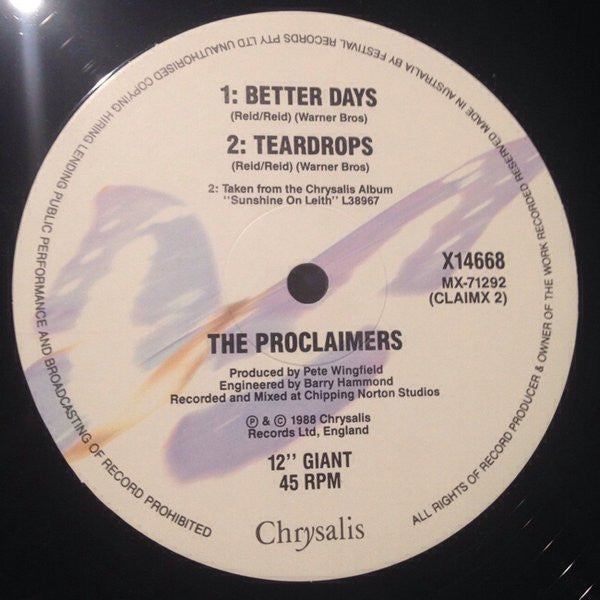 1: BETTER DAYS
(Reid/Reid) (Warner Bros)
2: TEARDROPS
(Reid/Reid) (Warner Bros)
2: Taken from the Chrysalis Album
"Sunshine On Leith" L38967
X14668
MX-71292
(CLAIMX 2)
THE PROCLAIMERS
Produced by Pete Wingfield
Engineered by Barry Hammond
Recorded and Mixed at Chipping Norton Studios
Ⓟ & © 1988 Chrysalis
Records Ltd, England
12'' GIANT
45 RPM
Chrysalis
ALL RIGHTS OF RECORD PRODUCER & OWNER OF THE WORK RECORDED RESERVED MADE IN AUSTRALIA BY FESTIVAL RECORDS PTY LTD UNAUTHORISED COPYING HIRING LENDING PUBLIC PERFORMANCE AND BROADCASTING OF RECORD PROHIBITED